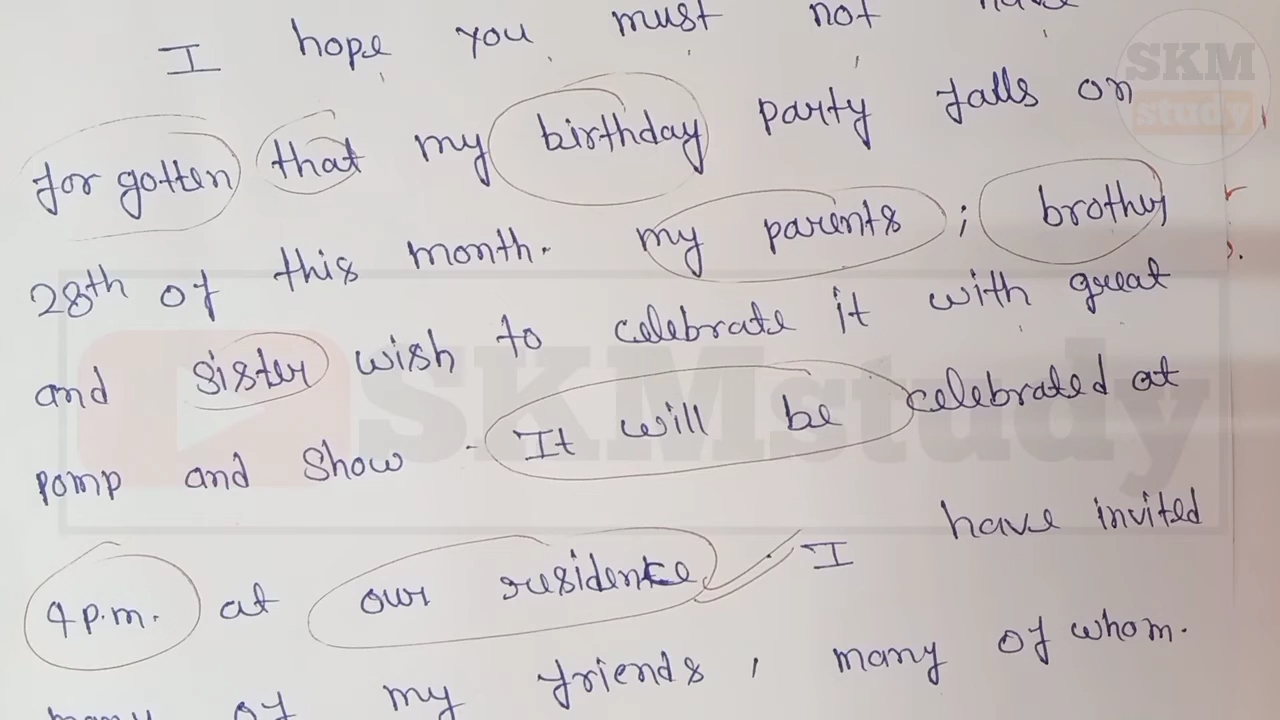 I hope you must not have
SKM
study
for gotten that my birthday party falls on
28th of this month. my parents ; brother
and sister wish to celebrate it with great
SKMstudy
pomp and show . It will be celebrated at
4 p.m. at our residence . I have invited
many of my friends , many of whom.